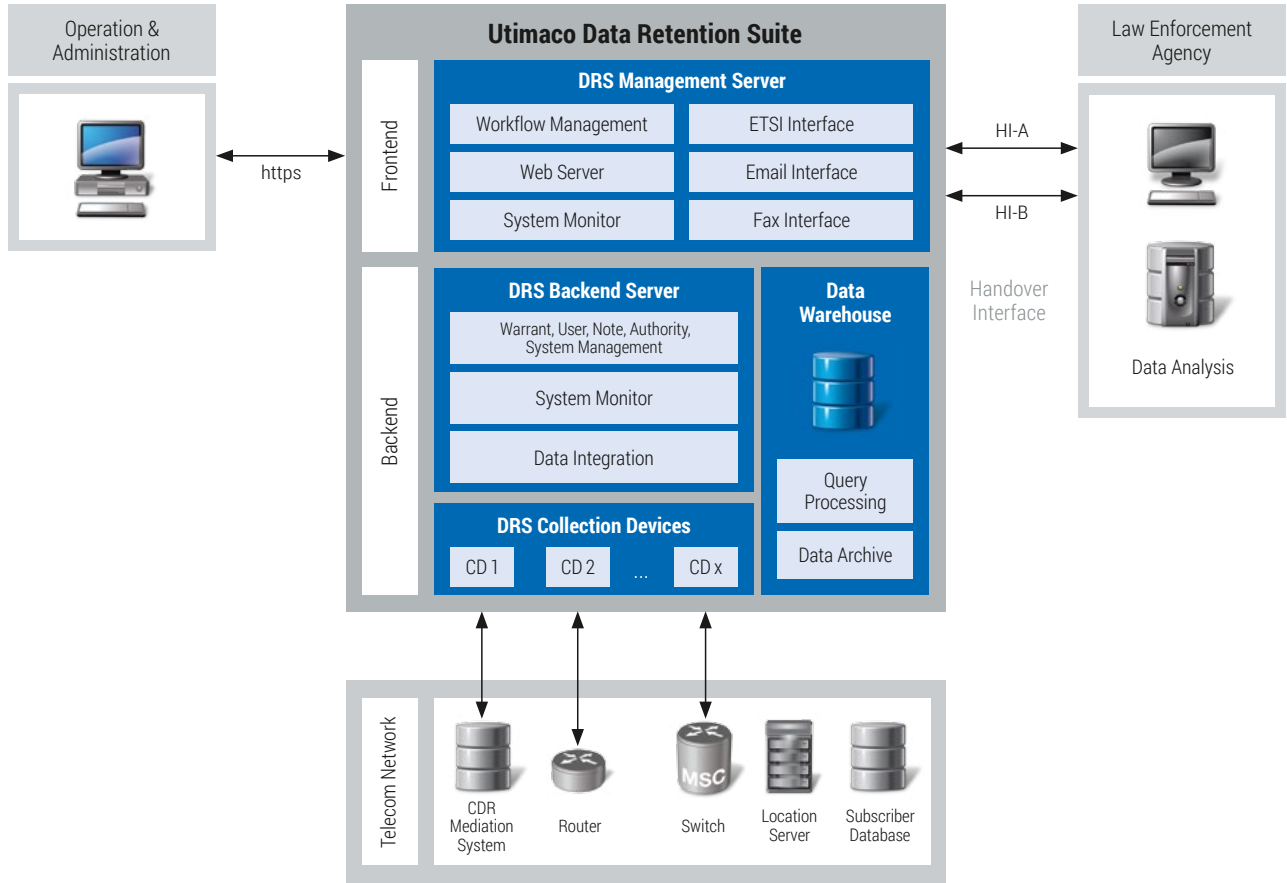 Operation &
Administration
https
Utimaco Data Retention Suite
Frontend
DRS Management Server
Workflow Management
ETSI Interface
Web Server
Email Interface
System Monitor
Fax Interface
Backend
DRS Backend Server
Warrant, User, Note, Authority,
System Management
System Monitor
Data Integration
DRS Collection Devices
CD 1
CD 2
...
CD x
Data
Warehouse
Query
Processing
Data Archive
HI-A
HI-B
Handover
Interface
Law Enforcement
Agency
Data Analysis
Telecom Network
CDR
Mediation
System
Router
MSC
Switch
Location
Server
Subscriber
Database